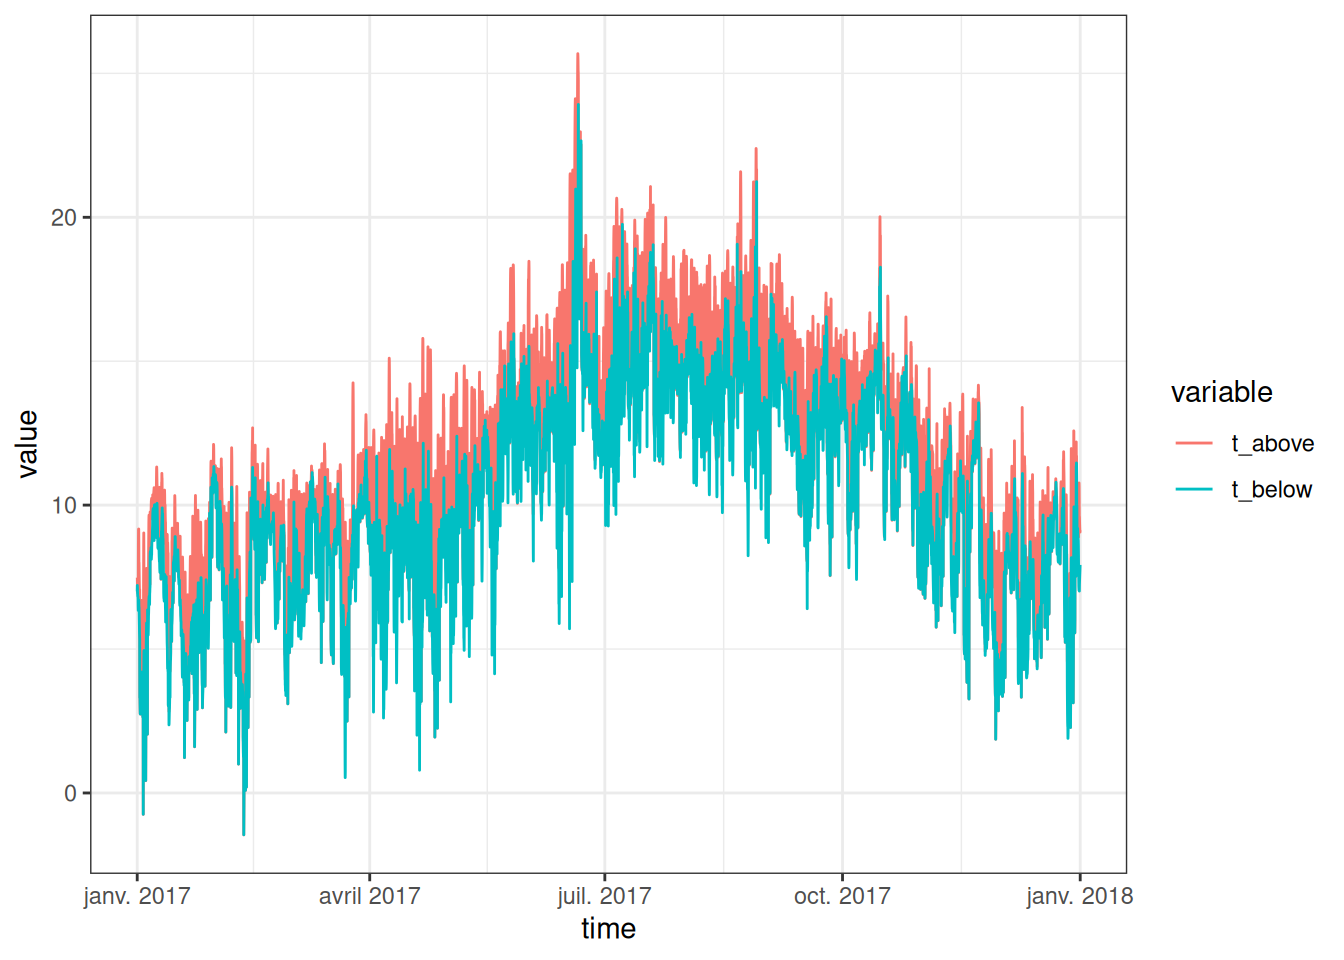 value
20
10
0
janv. 2017
avril 2017
juil. 2017
oct. 2017
janv. 2018
time
variable
t_above
t_below